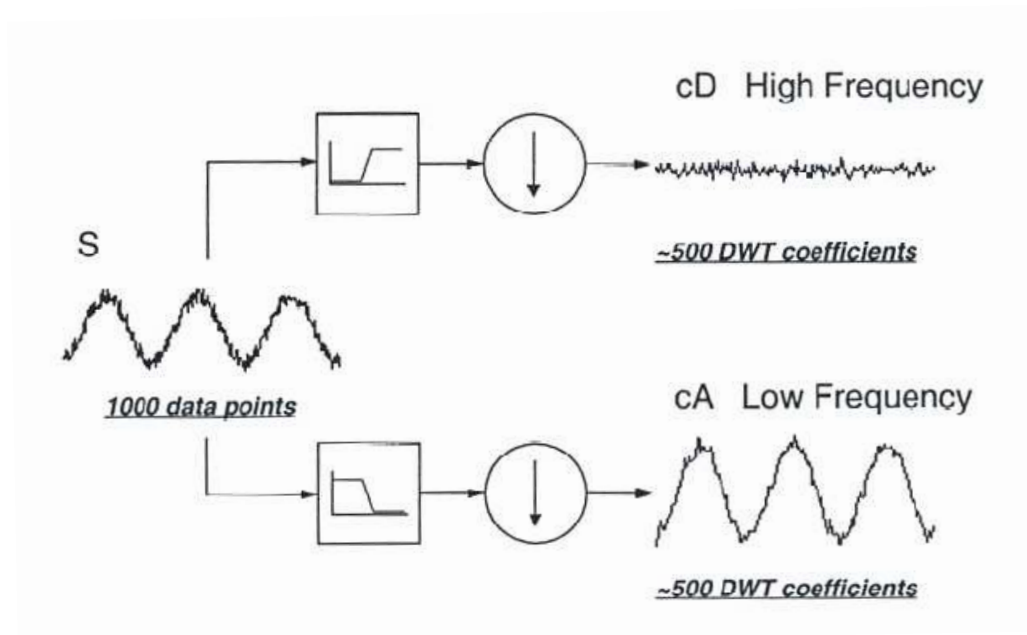 cD High Frequency
~500 DWT coefficients
S
1000 data points
cA Low Frequency
~500 DWT coefficients